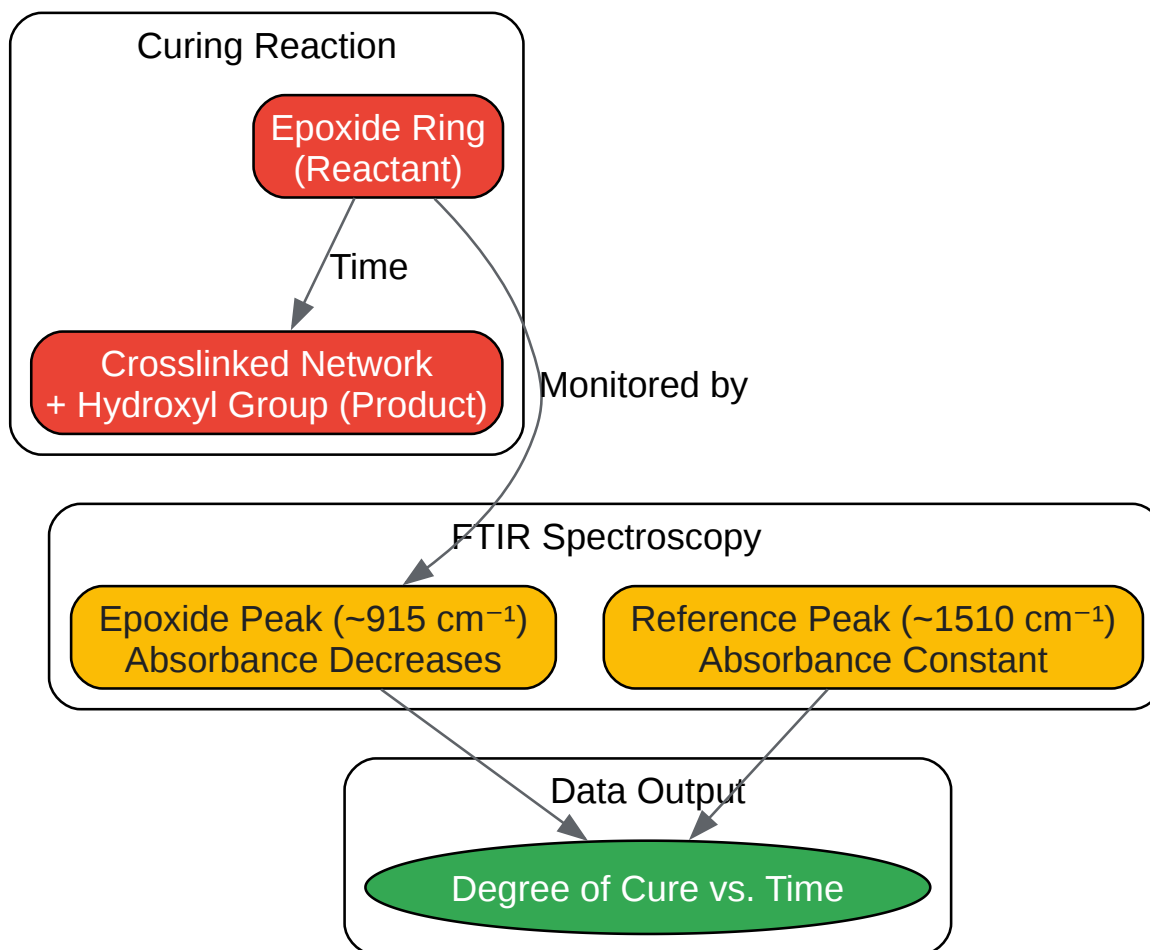 Curing Reaction
Epoxide Ring
(Reactant)
Time
Crosslinked Network
+ Hydroxyl Group (Product)
Monitored by
FTIR Spectroscopy
Epoxide Peak (~915 cm⁻¹)
Absorbance Decreases
Reference Peak (~1510 cm⁻¹)
Absorbance Constant
Data Output
Degree of Cure vs. Time